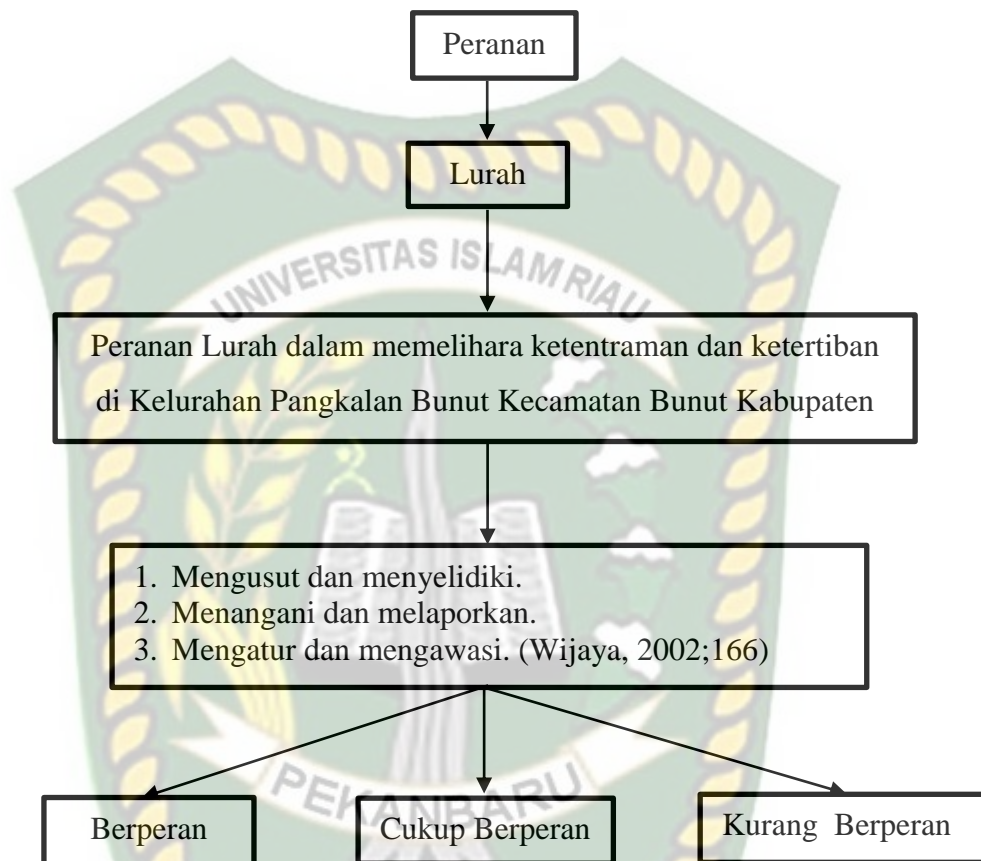 Peranan
Lurah
UNIVERSITAS ISLAM RIAU
Peranan Lurah dalam memelihara ketentraman dan ketertiban
di Kelurahan Pangkalan Bunut Kecamatan Bunut Kabupaten
1. Mengusut dan menyelidiki.
2. Menangani dan melaporkan.
3. Mengatur dan mengawasi. (Wijaya, 2002;166)
PEKANBARU
Berperan
Cukup Berperan
Kurang Berperan